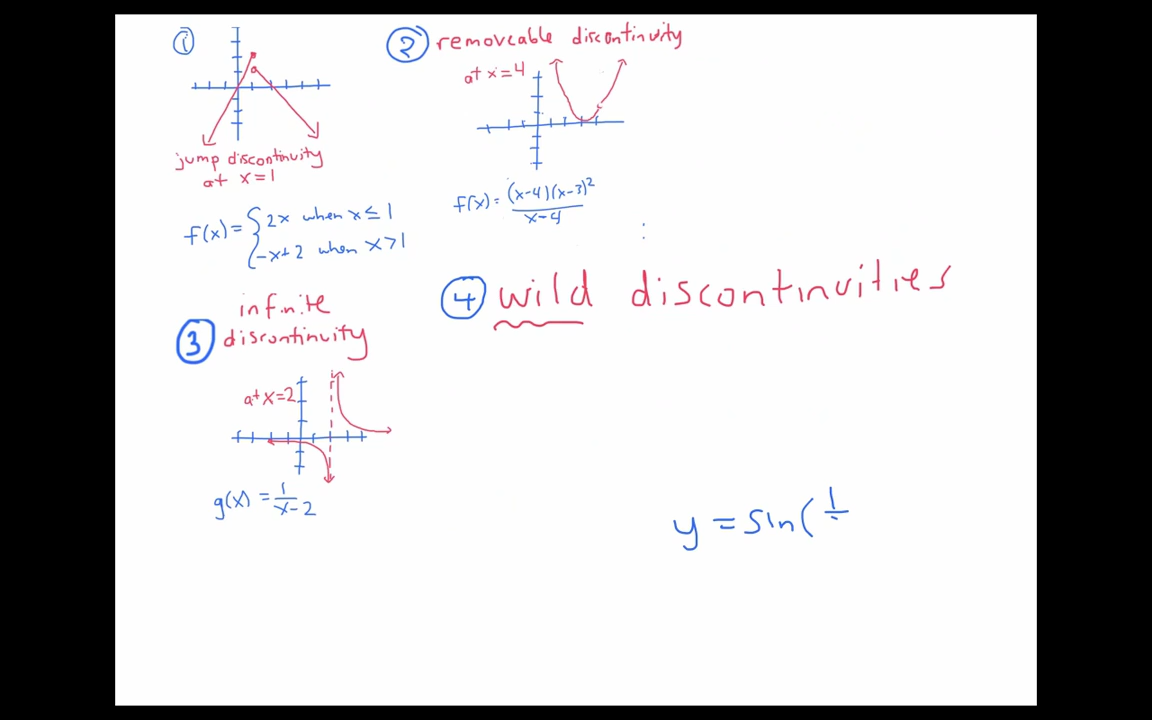 ①
jump discontinuity
at x=1
f(x) = { 2x when x ≤ 1
-x+2 when x > 1
② removeable discontinuity
at x=4
f(x) = (x-4)(x-3)²
x-4
③ infinite
discontinuity
at x=2
g(x) = 1
x-2
④ wild discontinuities
y = sin( 1